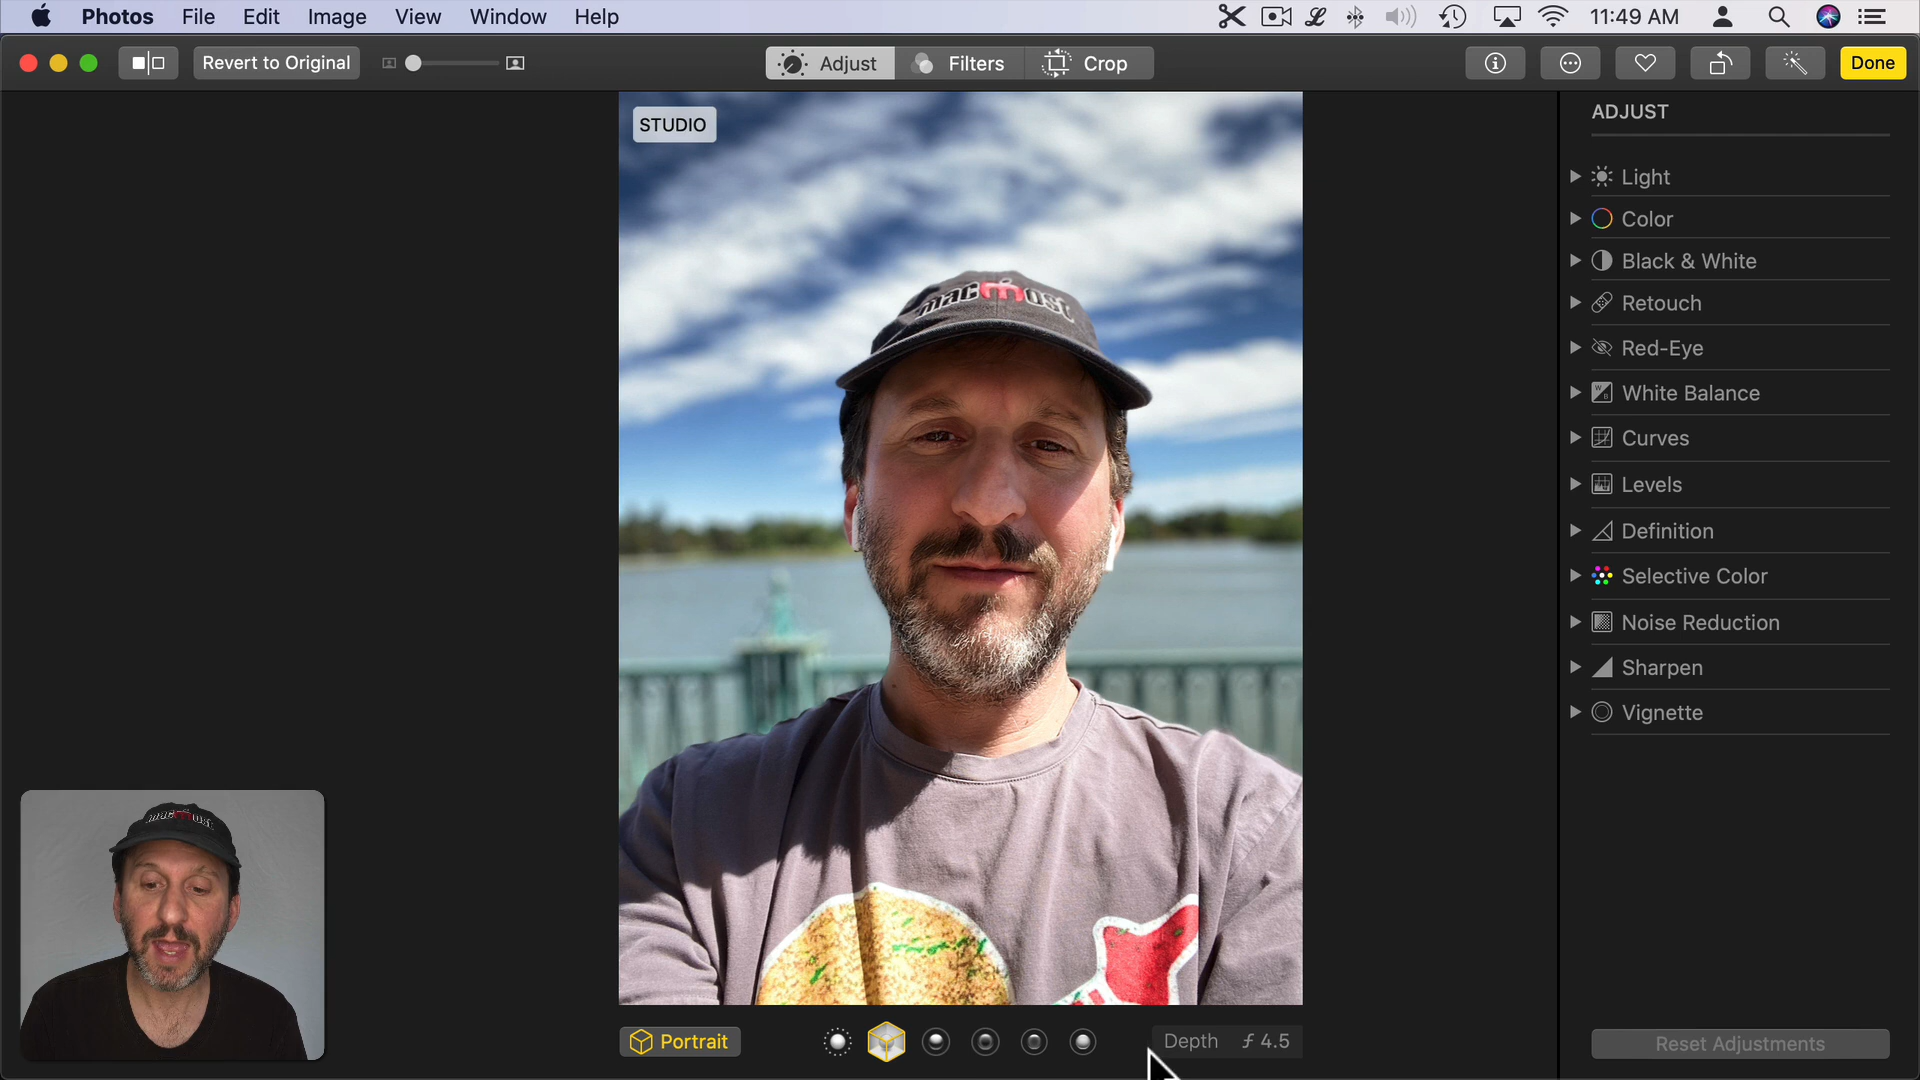 Photos File Edit Image View Window Help 11:49 AM
Revert to Original Adjust Filters Crop Done
STUDIO
ADJUST
Light
Color
Black & White
Retouch
Red-Eye
White Balance
Curves
Levels
Definition
Selective Color
Noise Reduction
Sharpen
Vignette
macmost
macmost
Portrait Depth ƒ 4.5
Reset Adjustments